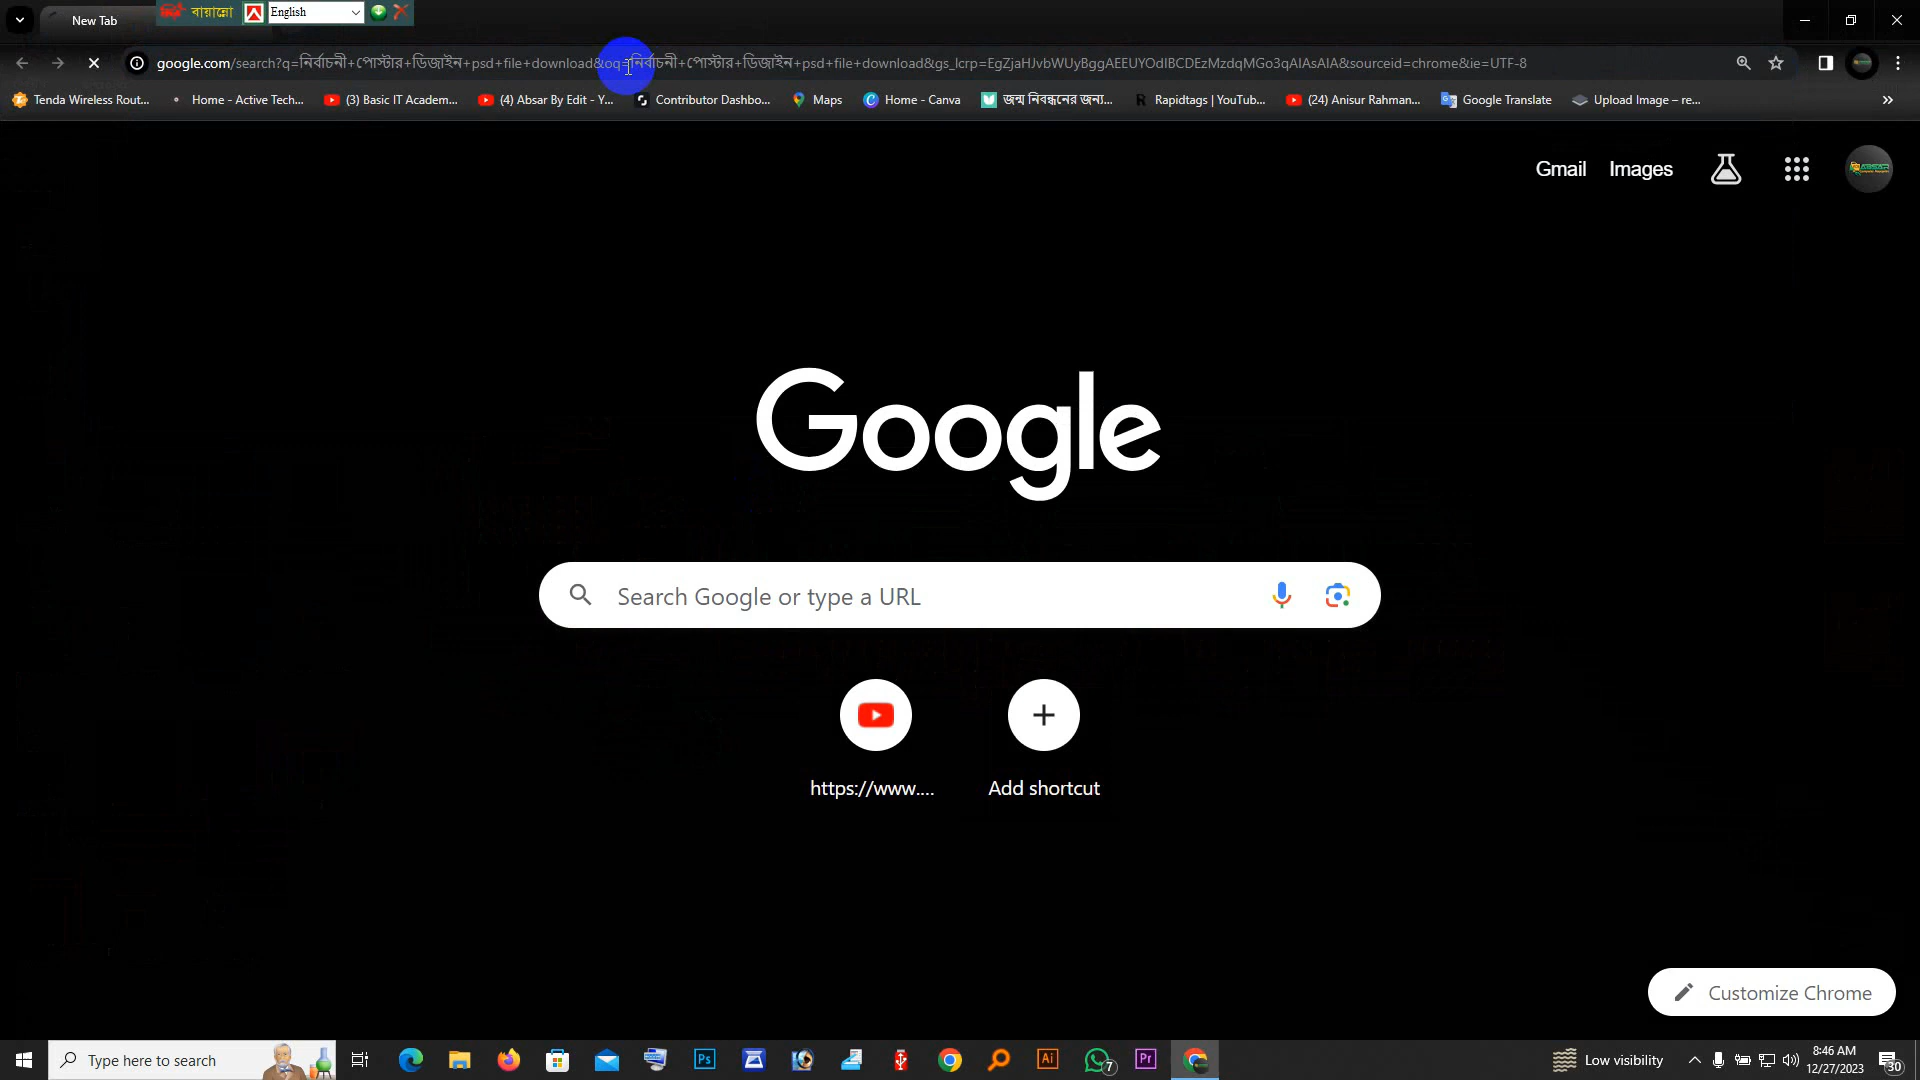 New Tab
বায়ান্নো
English
google.com/search?q=নির্বাচনী+পোস্টার+ডিজাইন+psd+file+download&oq=নির্বাচনী+পোস্টার+ডিজাইন+psd+file+download&gs_lcrp=EgZjaHJvbWUyBggAEEUYOdIBCDEzMzdqMGo3qAIAsAIA&sourceid=chrome&ie=UTF-8
Tenda Wireless Rout...
Home - Active Tech...
(3) Basic IT Academ...
(4) Absar By Edit - Y...
Contributor Dashbo...
Maps
Home - Canva
জন্ম নিবন্ধনের জন্য...
Rapidtags | YouTub...
(24) Anisur Rahman...
Google Translate
Upload Image – re...
Gmail
Images
Google
Search Google or type a URL
https://www....
Add shortcut
Customize Chrome
Type here to search
Ps
Ai
7
Pr
Low visibility
8:46 AM
12/27/2023
30